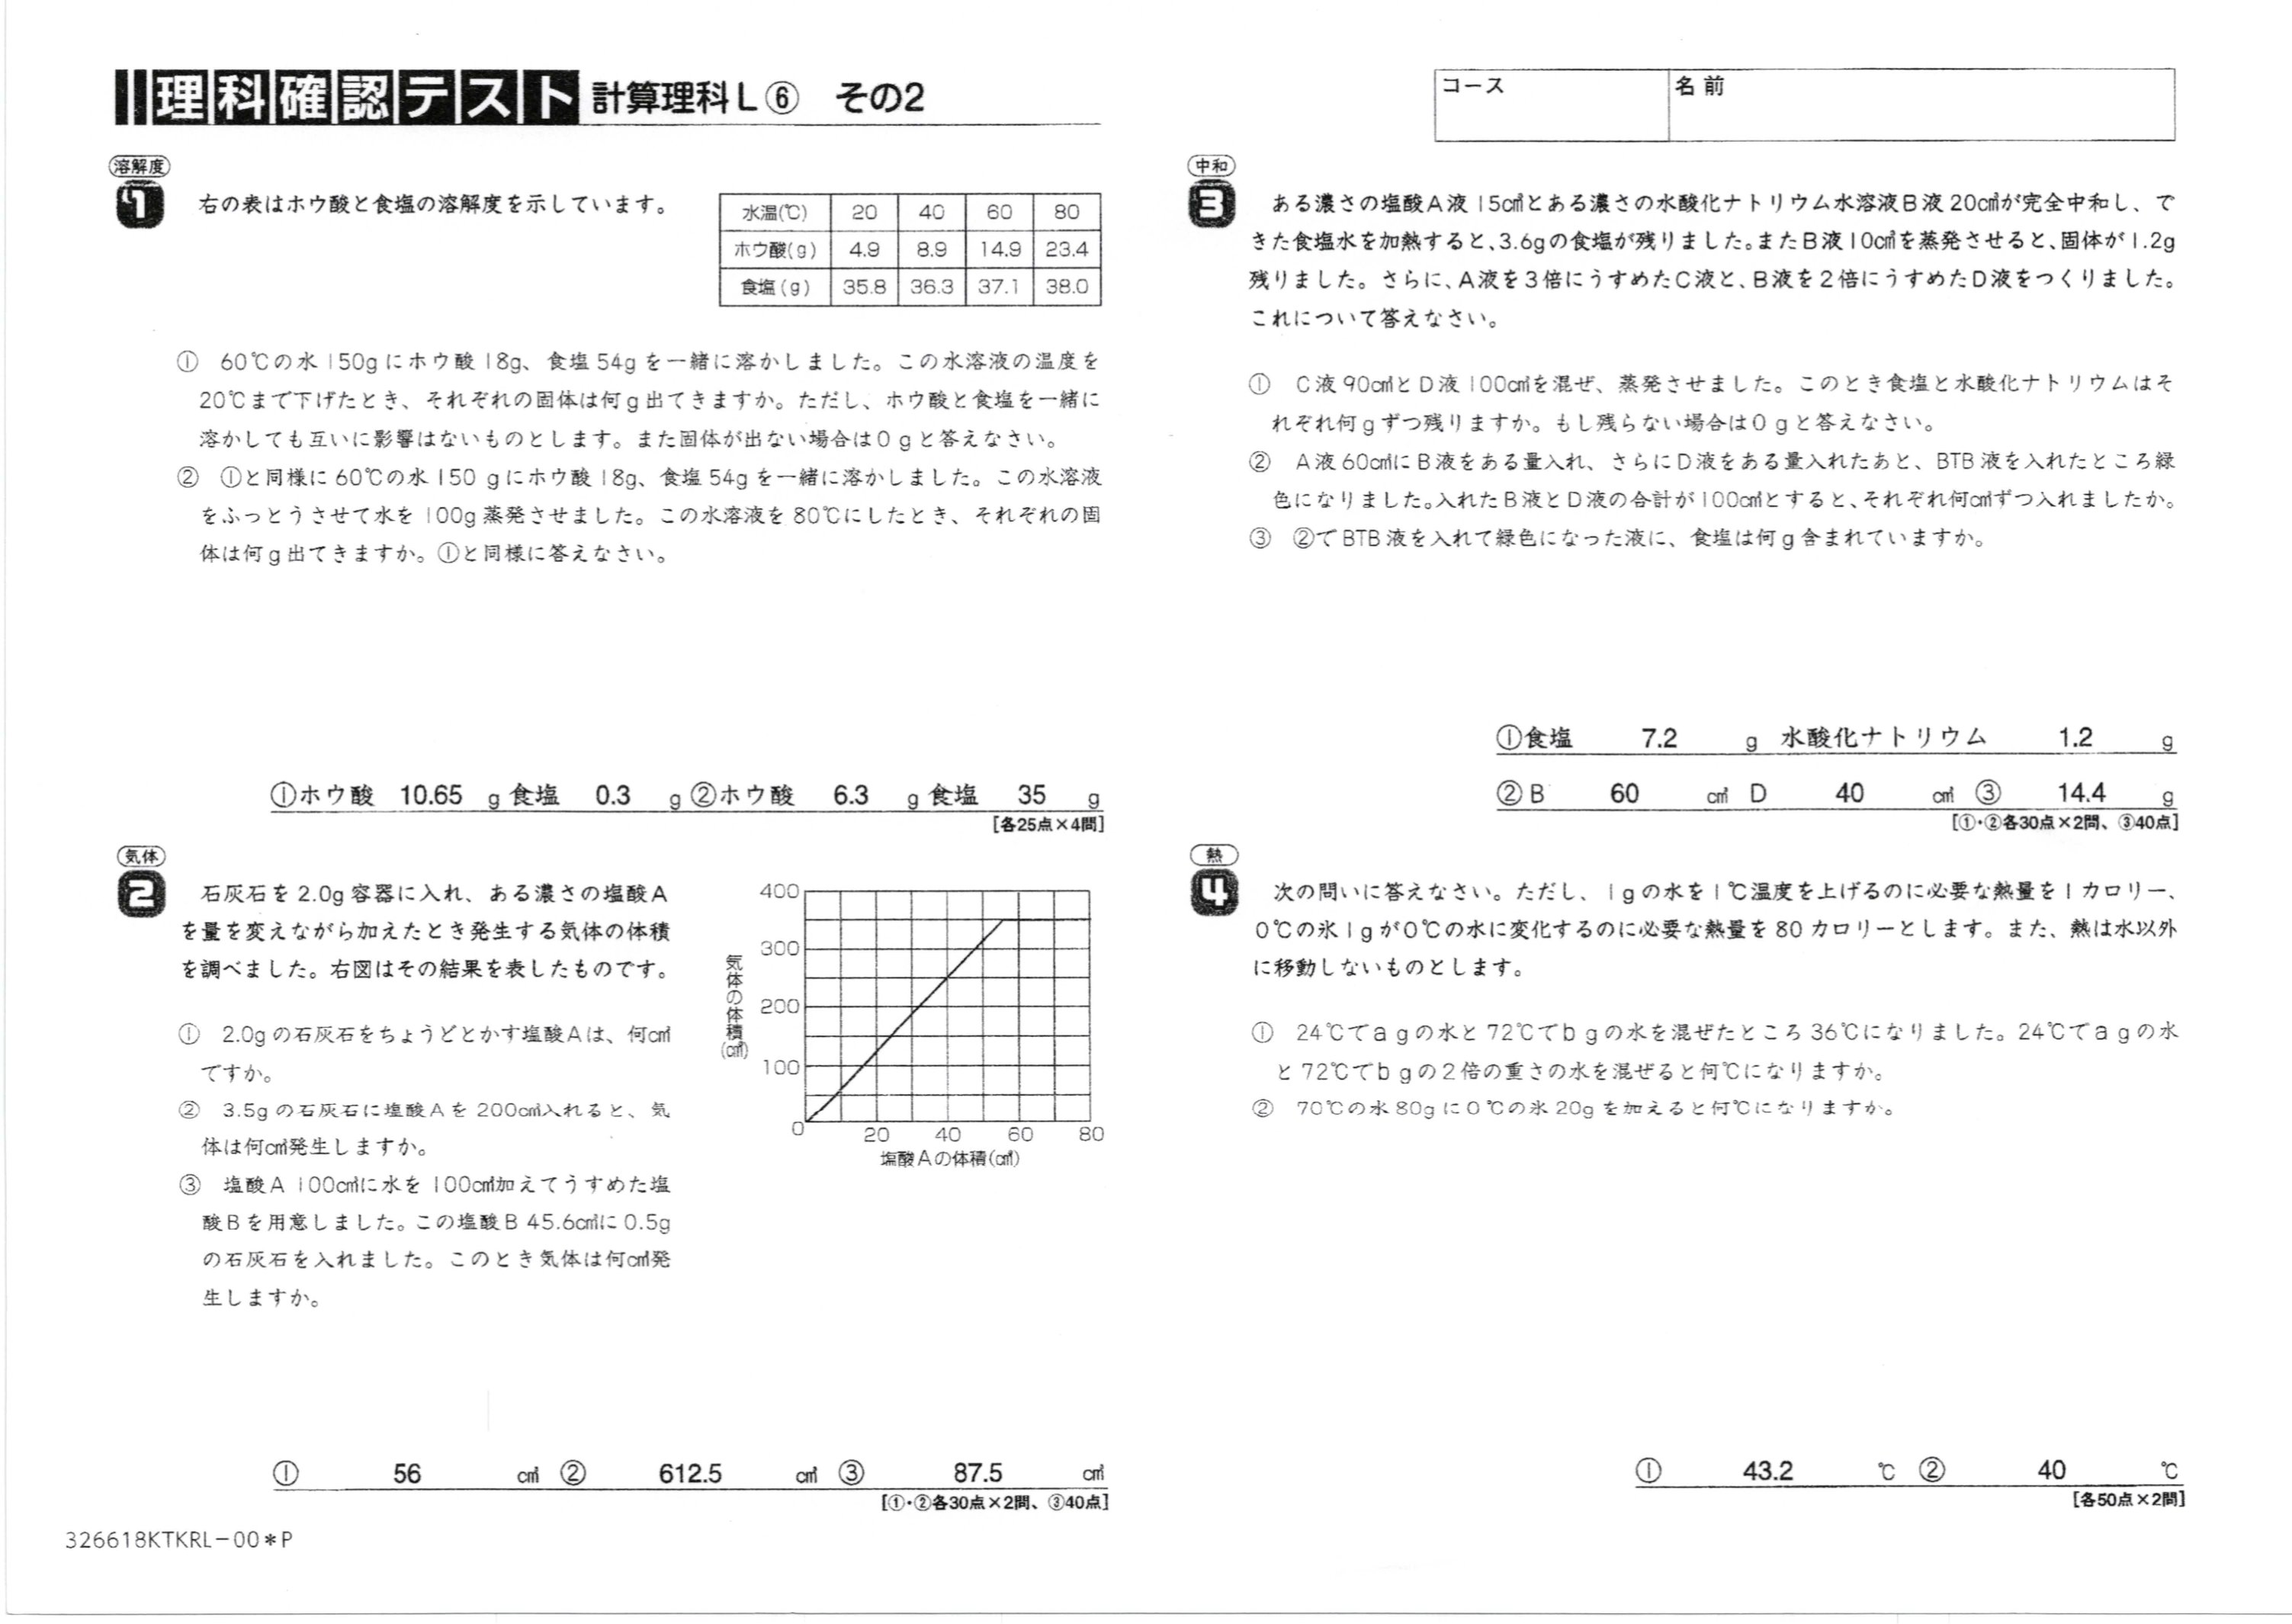 理科確認テスト 計算理科L⑥ その2
コース 名前
溶解度
1 右の表はホウ酸と食塩の溶解度を示しています。
水温(℃) 20 40 60 80
ホウ酸(g) 4.9 8.9 14.9 23.4
食塩(g) 35.8 36.3 37.1 38.0
① 60℃の水150gにホウ酸18g、食塩54gを一緒に溶かしました。この水溶液の温度を
20℃まで下げたとき、それぞれの固体は何g出てきますか。ただし、ホウ酸と食塩を一緒に
溶かしても互いに影響はないものとします。また固体が出ない場合は0gと答えなさい。
② ①と同様に60℃の水150gにホウ酸18g、食塩54gを一緒に溶かしました。この水溶液
をふっとうさせて水を100g蒸発させました。この水溶液を80℃にしたとき、それぞれの固
体は何g出てきますか。①と同様に答えなさい。
①ホウ酸 10.65 g 食塩 0.3 g ②ホウ酸 6.3 g 食塩 35 g
[各25点×4問]
気体
2 石灰石を2.0g容器に入れ、ある濃さの塩酸A
を量を変えながら加えたとき発生する気体の体積
を調べました。右図はその結果を表したものです。
① 2.0gの石灰石をちょうどとかす塩酸Aは、何㎤
ですか。
② 3.5gの石灰石に塩酸Aを200㎤入れると、気
体は何㎤発生しますか。
③ 塩酸A 100㎤に水を100㎤加えてうすめた塩
酸Bを用意しました。この塩酸B 45.6㎤に0.5g
の石灰石を入れました。このとき気体は何㎤発
生しますか。
気体の体積(㎤)
400
300
200
100
0 20 40 60 80
塩酸Aの体積(㎤)
① 56 ㎤ ② 612.5 ㎤ ③ 87.5 ㎤
[①・②各30点×2問、③40点]
326618KTKRL-00*P
中和
3 ある濃さの塩酸A液15㎤とある濃さの水酸化ナトリウム水溶液B液20㎤が完全中和し、で
きた食塩水を加熱すると、3.6gの食塩が残りました。またB液10㎤を蒸発させると、固体が1.2g
残りました。さらに、A液を3倍にうすめたC液と、B液を2倍にうすめたD液をつくりました。
これについて答えなさい。
① C液90㎤とD液100㎤を混ぜ、蒸発させました。このとき食塩と水酸化ナトリウムはそ
れぞれ何gずつ残りますか。もし残らない場合は0gと答えなさい。
② A液60㎤にB液をある量入れ、さらにD液をある量入れたあと、BTB液を入れたところ緑
色になりました。入れたB液とD液の合計が100㎤とすると、それぞれ何㎤ずつ入れましたか。
③ ②でBTB液を入れて緑色になった液に、食塩は何g含まれていますか。
①食塩 7.2 g 水酸化ナトリウム 1.2 g
②B 60 ㎤ D 40 ㎤ ③ 14.4 g
[①・②各30点×2問、③40点]
熱
4 次の問いに答えなさい。ただし、1gの水を1℃温度を上げるのに必要な熱量を1カロリー、
0℃の氷1gが0℃の水に変化するのに必要な熱量を80カロリーとします。また、熱は水以外
に移動しないものとします。
① 24℃でagの水と72℃でbgの水を混ぜたところ36℃になりました。24℃でagの水
と72℃でbgの2倍の重さの水を混ぜると何℃になりますか。
② 70℃の水80gに0℃の氷20gを加えると何℃になりますか。
① 43.2 ℃ ② 40 ℃
[各50点×2問]